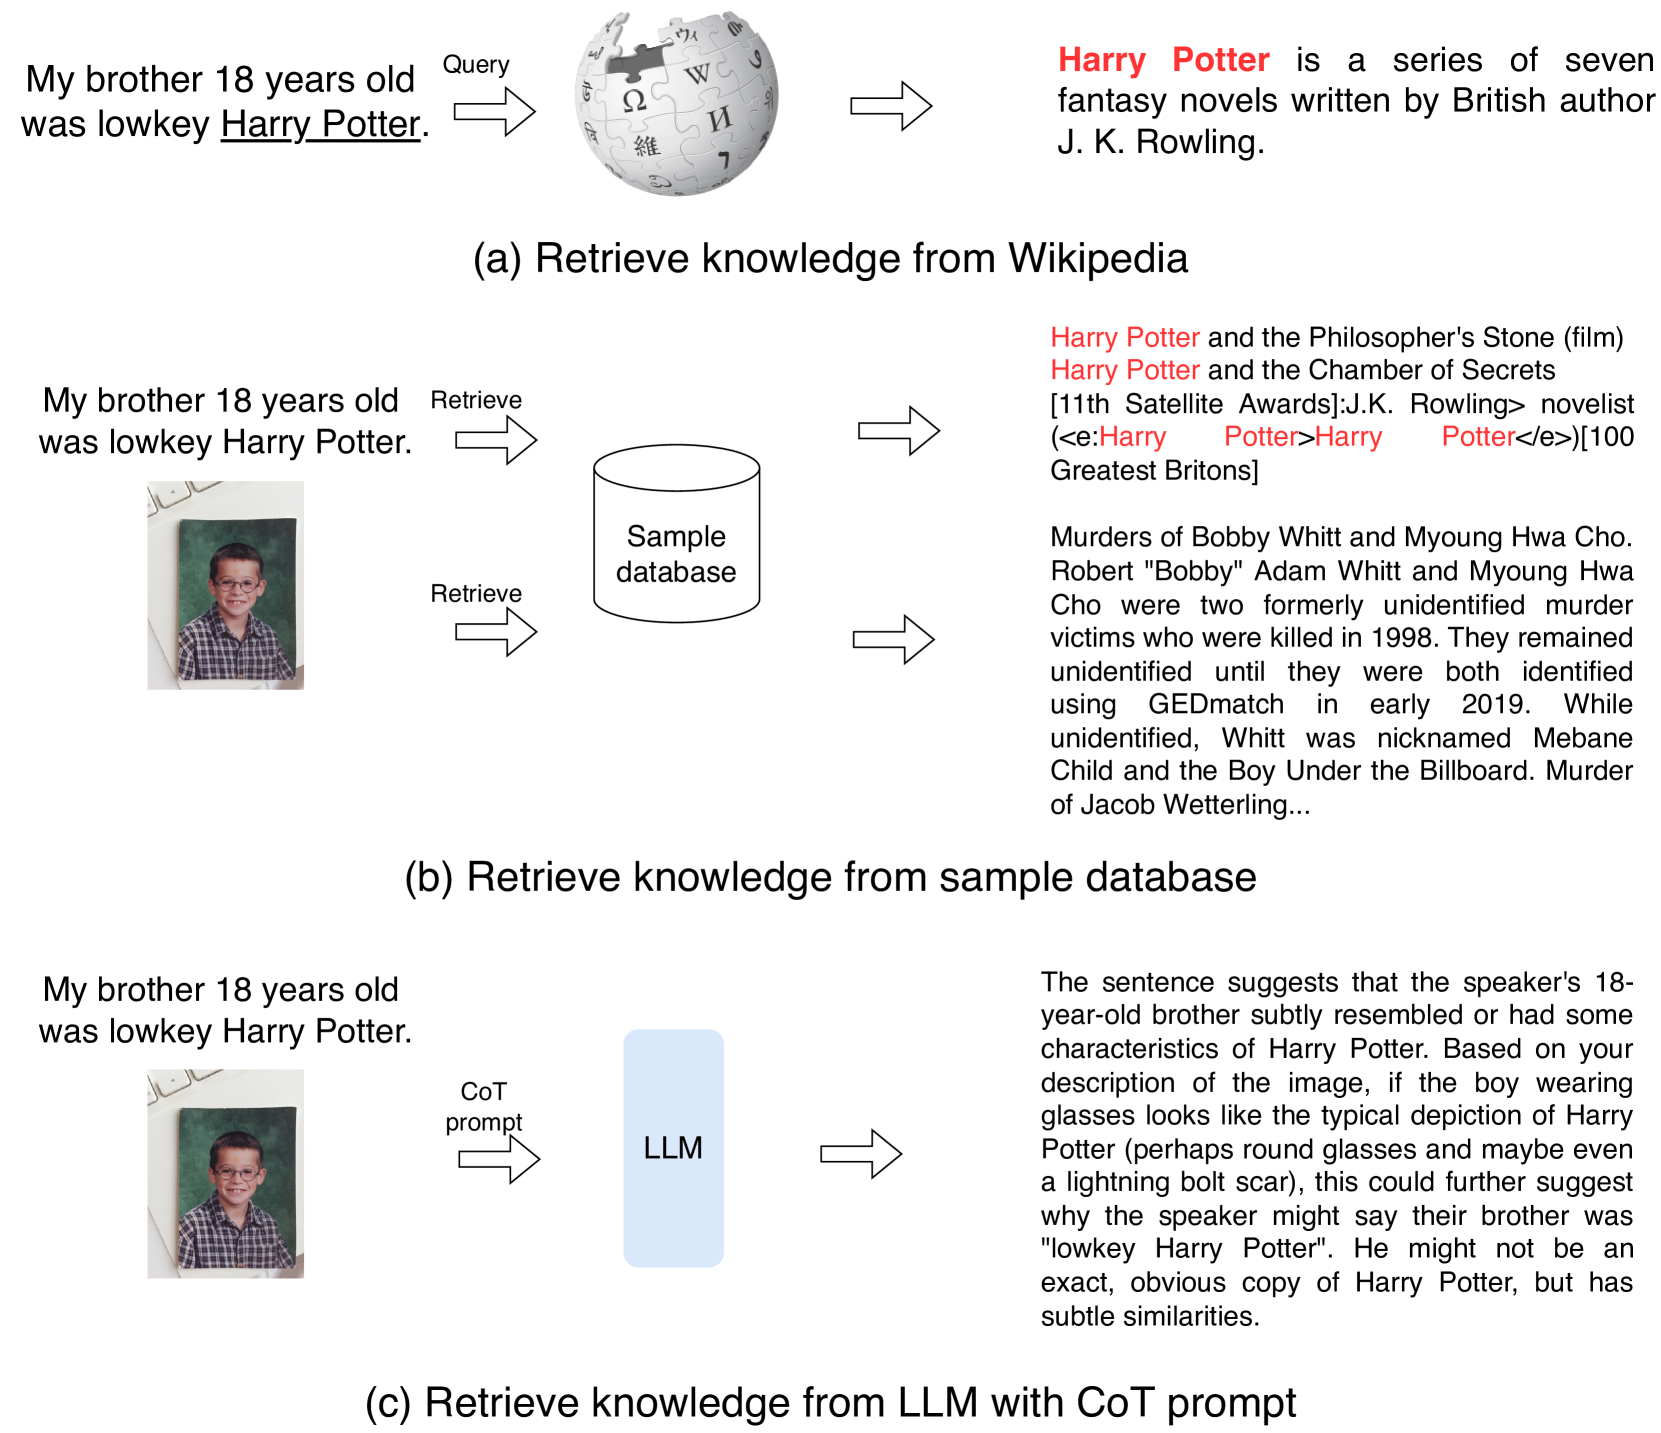 My brother 18 years old
was lowkey Harry Potter.
Query
W
Ω
И
維
Harry Potter is a series of seven
fantasy novels written by British author
J. K. Rowling.
(a) Retrieve knowledge from Wikipedia
My brother 18 years old
was lowkey Harry Potter.
Retrieve
Retrieve
Sample
database
Harry Potter and the Philosopher's Stone (film)
Harry Potter and the Chamber of Secrets
[11th Satellite Awards]:J.K. Rowling> novelist
(<e:Harry Potter>Harry Potter</e>)[100
Greatest Britons]
Murders of Bobby Whitt and Myoung Hwa Cho.
Robert "Bobby" Adam Whitt and Myoung Hwa
Cho were two formerly unidentified murder
victims who were killed in 1998. They remained
unidentified until they were both identified
using GEDmatch in early 2019. While
unidentified, Whitt was nicknamed Mebane
Child and the Boy Under the Billboard. Murder
of Jacob Wetterling...
(b) Retrieve knowledge from sample database
My brother 18 years old
was lowkey Harry Potter.
CoT
prompt
LLM
The sentence suggests that the speaker's 18-
year-old brother subtly resembled or had some
characteristics of Harry Potter. Based on your
description of the image, if the boy wearing
glasses looks like the typical depiction of Harry
Potter (perhaps round glasses and maybe even
a lightning bolt scar), this could further suggest
why the speaker might say their brother was
"lowkey Harry Potter". He might not be an
exact, obvious copy of Harry Potter, but has
subtle similarities.
(c) Retrieve knowledge from LLM with CoT prompt